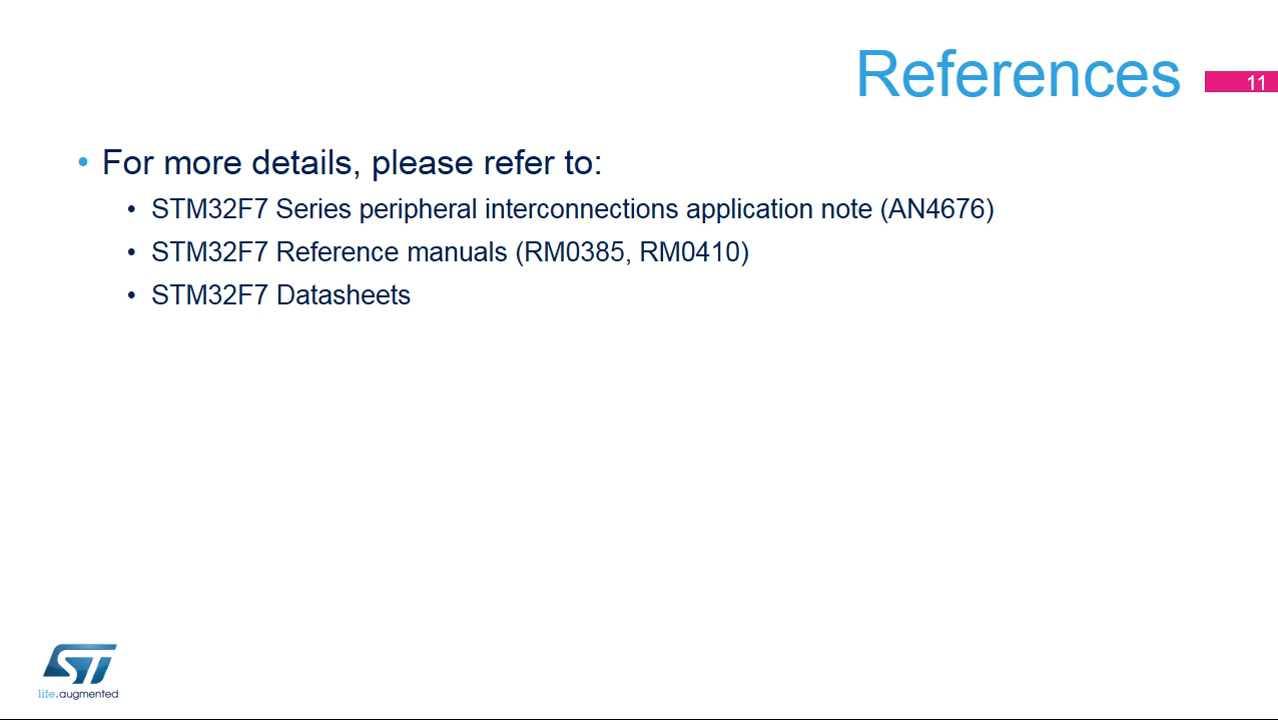 References
11
• For more details, please refer to:
• STM32F7 Series peripheral interconnections application note (AN4676)
• STM32F7 Reference manuals (RM0385, RM0410)
• STM32F7 Datasheets
ST
life.augmented